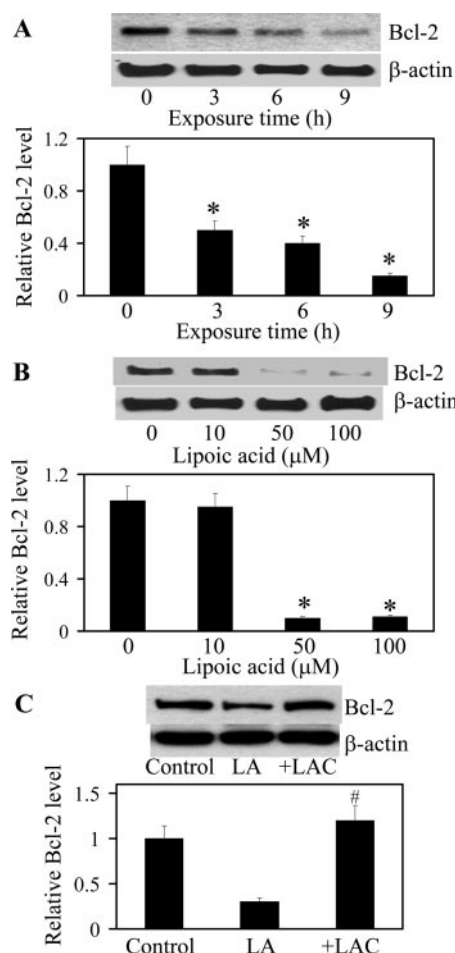 A
Bcl-2
β-actin
0 3 6 9
Exposure time (h)
Relative Bcl-2 level
1.2
0.8
0.4
0
* * *
0 3 6 9
Exposure time (h)
B
Bcl-2
β-actin
0 10 50 100
Lipoic acid (μM)
Relative Bcl-2 level
1.2
0.8
0.4
0
* *
0 10 50 100
Lipoic acid (μM)
C
Bcl-2
β-actin
Control LA +LAC
Relative Bcl-2 level
1.5
1
0.5
0
#
Control LA +LAC